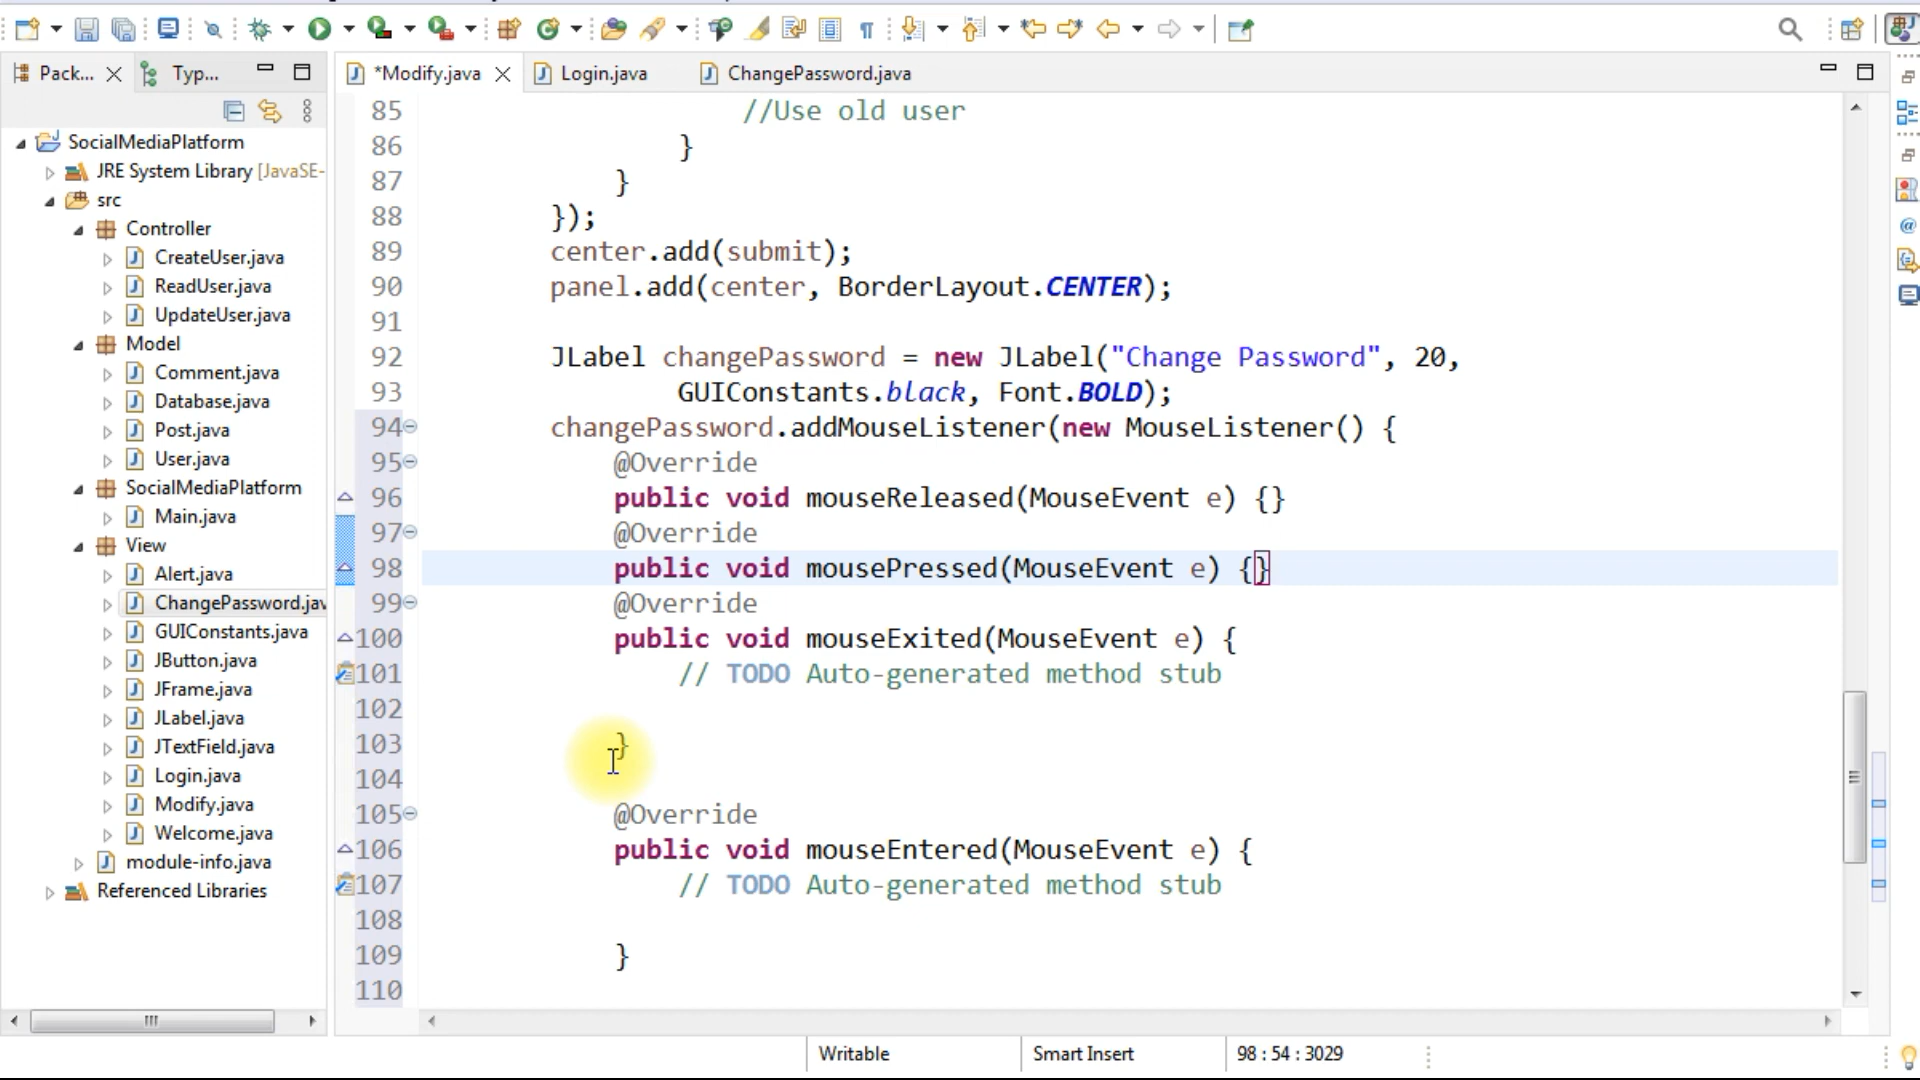 Pack...
Typ...
SocialMediaPlatform
JRE System Library [JavaSE-
src
Controller
CreateUser.java
ReadUser.java
UpdateUser.java
Model
Comment.java
Database.java
Post.java
User.java
SocialMediaPlatform
Main.java
View
Alert.java
ChangePassword.jav
GUIConstants.java
JButton.java
JFrame.java
JLabel.java
JTextField.java
Login.java
Modify.java
Welcome.java
module-info.java
Referenced Libraries
*Modify.java
Login.java
ChangePassword.java
85 //Use old user
86 }
87 }
88 });
89 center.add(submit);
90 panel.add(center, BorderLayout.CENTER);
91
92 JLabel changePassword = new JLabel("Change Password", 20,
93 GUIConstants.black, Font.BOLD);
94 changePassword.addMouseListener(new MouseListener() {
95 @Override
96 public void mouseReleased(MouseEvent e) {}
97 @Override
98 public void mousePressed(MouseEvent e) {}
99 @Override
100 public void mouseExited(MouseEvent e) {
101 // TODO Auto-generated method stub
102
103 }
104
105 @Override
106 public void mouseEntered(MouseEvent e) {
107 // TODO Auto-generated method stub
108
109 }
110
Writable
Smart Insert
98 : 54 : 3029